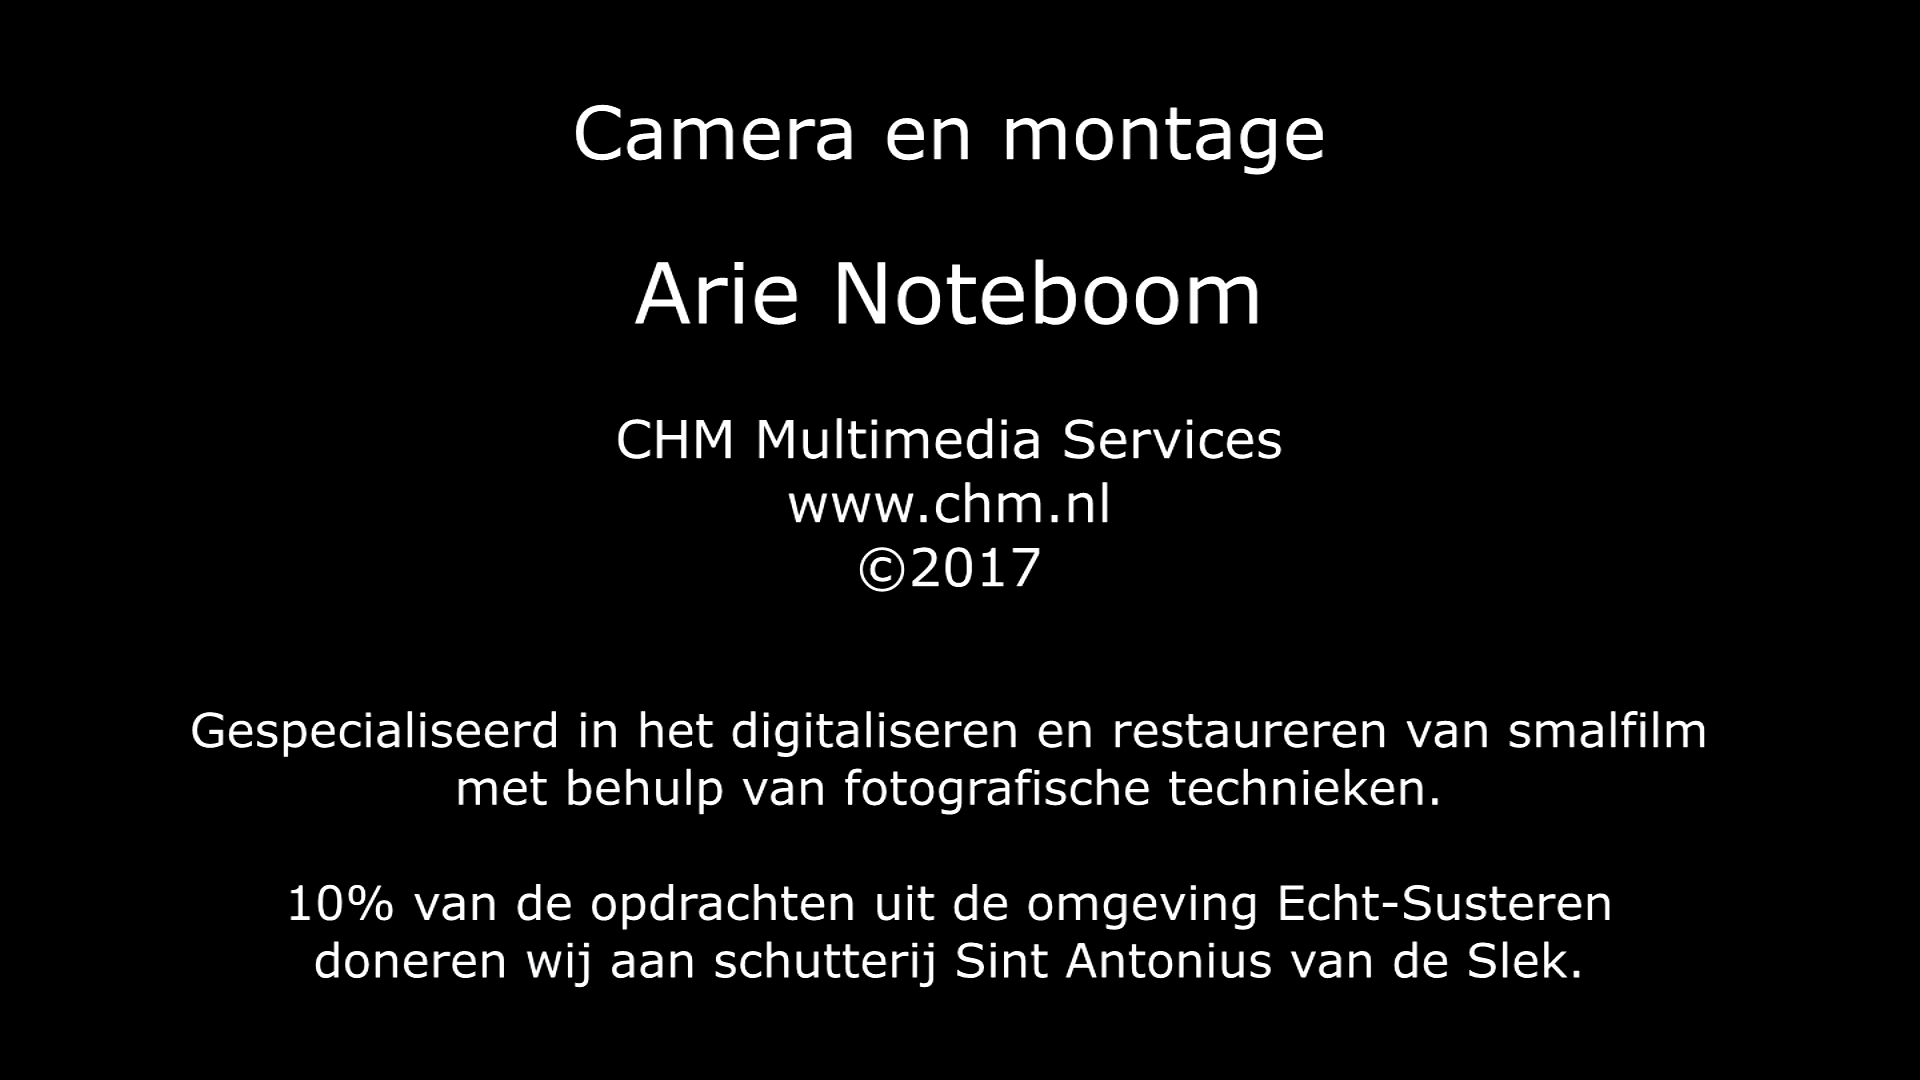 Camera en montage
Arie Noteboom
CHM Multimedia Services
www.chm.nl
©2017
Gespecialiseerd in het digitaliseren en restaureren van smalfilm
met behulp van fotografische technieken.
10% van de opdrachten uit de omgeving Echt-Susteren
doneren wij aan schutterij Sint Antonius van de Slek.